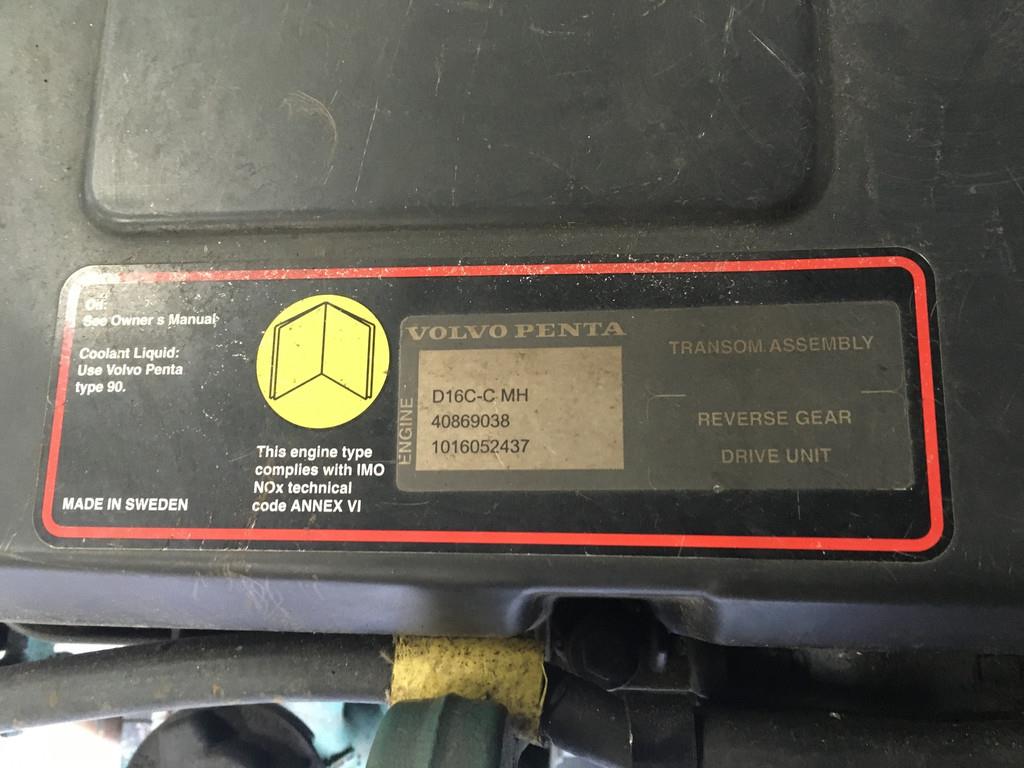 Oil:
See Owner s Manual
Coolant Liquid:
Use Volvo Penta
type 90.
MADE IN SWEDEN
This engine type
complies with IMO
NOx technical
code ANNEX VI
VOLVO PENTA
ENGINE
D16C-C MH
40869038
1016052437
TRANSOM ASSEMBLY
REVERSE GEAR
DRIVE UNIT